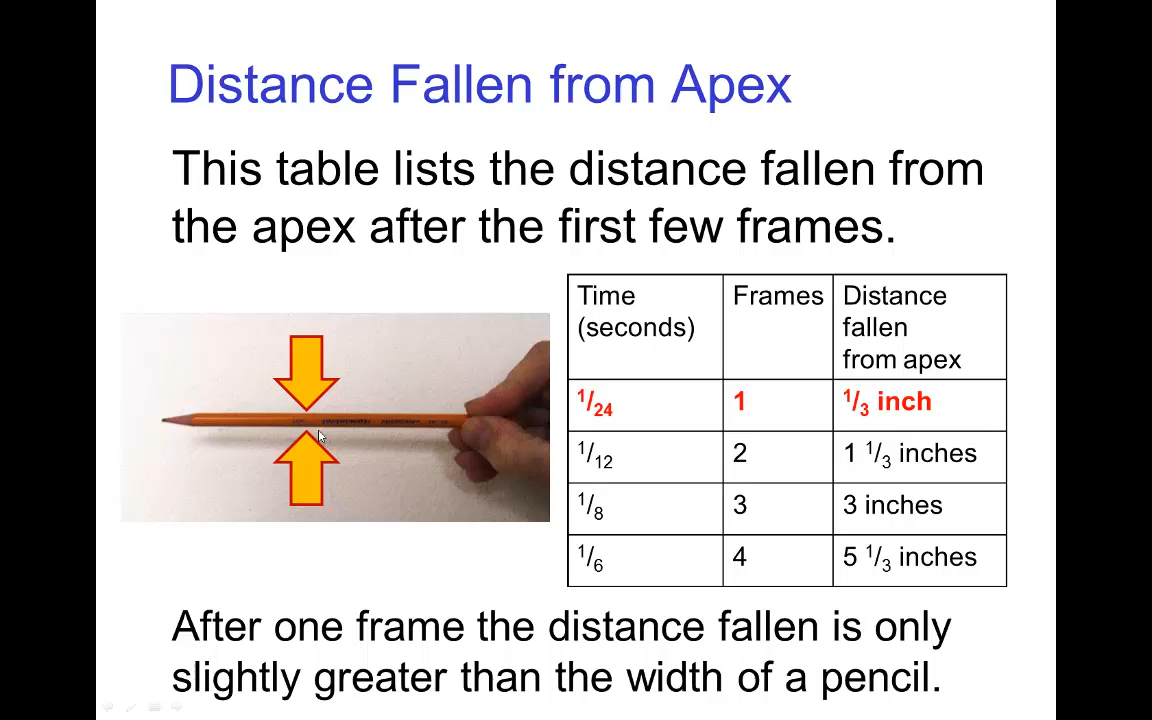 Distance Fallen from Apex
This table lists the distance fallen from
the apex after the first few frames.
Time
(seconds)
Frames
Distance
fallen
from apex
1/24
1
1/3 inch
1/12
2
1 1/3 inches
1/8
3
3 inches
1/6
4
5 1/3 inches
After one frame the distance fallen is only
slightly greater than the width of a pencil.